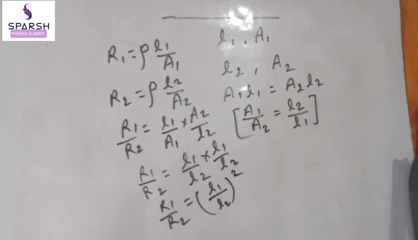 SPARSH
R₁ = ρ l₁/A₁    l₁, A₁
l₂, A₂
R₂ = ρ l₂/A₂    A₁l₁ = A₂l₂
R₁/R₂ = l₁/A₁ × A₂/l₂    [A₁/A₂ = l₂/l₁]
R₁/R₂ = l₁/l₂ × l₁/l₂
R₁/R₂ = (l₁/l₂)²